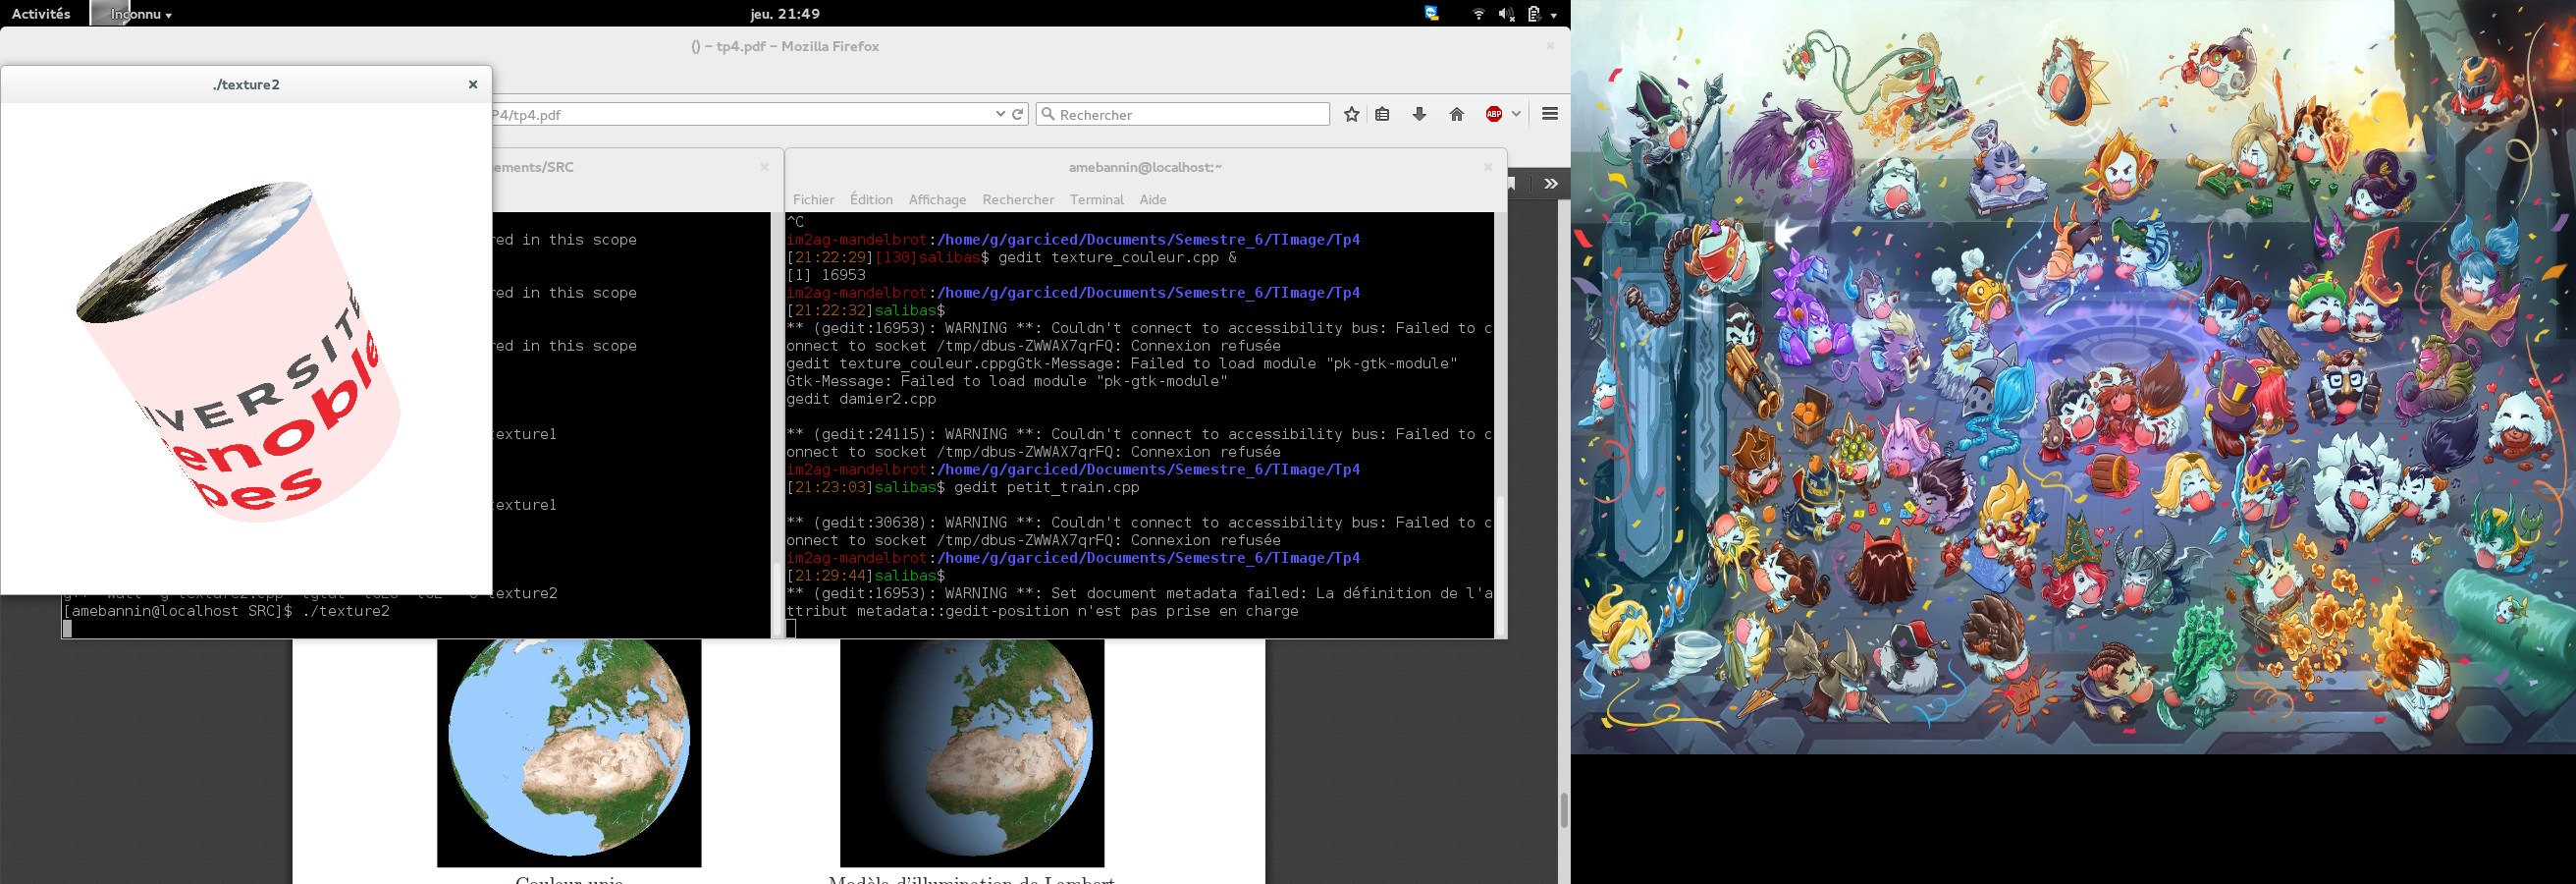 Activités
Inconnu
jeu. 21:49
() – tp4.pdf – Mozilla Firefox
./texture2
P4/tp4.pdf
Rechercher
ABP
ements/SRC
red in this scope
red in this scope
red in this scope
texture1
texture1
texture2
[amebannin@localhost SRC]$ ./texture2
IVERSITÉ
enoble
pes
amebannin@localhost:~
Fichier Édition Affichage Rechercher Terminal Aide
^C
im2ag-mandelbrot:/home/g/garciced/Documents/Semestre_6/TImage/Tp4
[21:22:29][130]salibas$ gedit texture_couleur.cpp &
[1] 16953
im2ag-mandelbrot:/home/g/garciced/Documents/Semestre_6/TImage/Tp4
[21:22:32]salibas$
** (gedit:16953): WARNING **: Couldn't connect to accessibility bus: Failed to c
onnect to socket /tmp/dbus-ZWWAX7qrFQ: Connexion refusée
gedit texture_couleur.cppgGtk-Message: Failed to load module "pk-gtk-module"
Gtk-Message: Failed to load module "pk-gtk-module"
gedit damier2.cpp
** (gedit:24115): WARNING **: Couldn't connect to accessibility bus: Failed to c
onnect to socket /tmp/dbus-ZWWAX7qrFQ: Connexion refusée
im2ag-mandelbrot:/home/g/garciced/Documents/Semestre_6/TImage/Tp4
[21:23:03]salibas$ gedit petit_train.cpp
** (gedit:30638): WARNING **: Couldn't connect to accessibility bus: Failed to c
onnect to socket /tmp/dbus-ZWWAX7qrFQ: Connexion refusée
im2ag-mandelbrot:/home/g/garciced/Documents/Semestre_6/TImage/Tp4
[21:29:44]salibas$
** (gedit:16953): WARNING **: Set document metadata failed: La définition de l'a
ttribut metadata::gedit-position n'est pas prise en charge
Couleur unie
Modèle d'illumination de Lambert